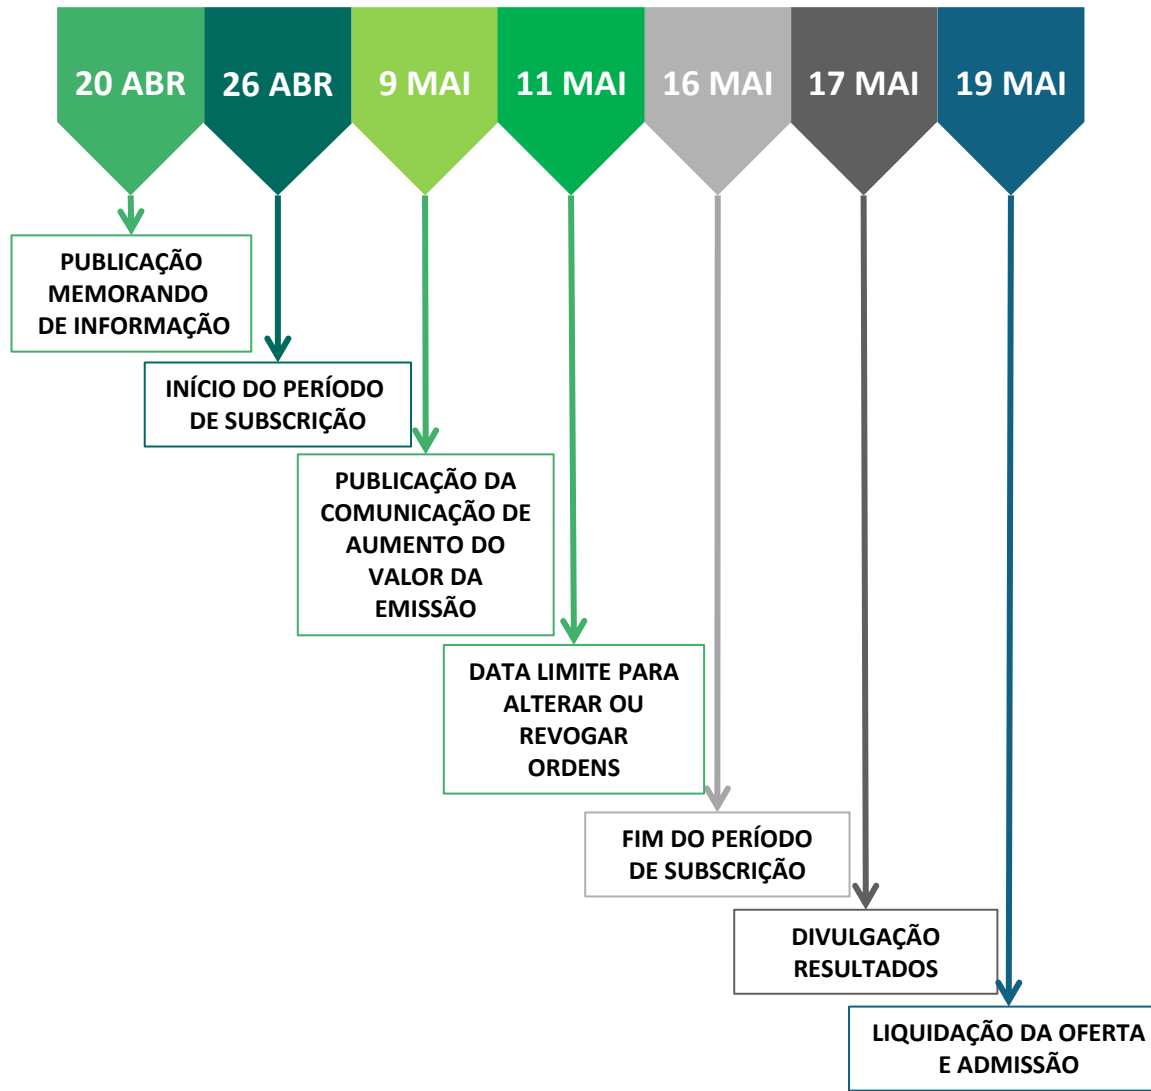 20 ABR
26 ABR
9 MAI
11 MAI
16 MAI
17 MAI
19 MAI
PUBLICAÇÃO
MEMORANDO
DE INFORMAÇÃO
INÍCIO DO PERÍODO
DE SUBSCRIÇÃO
PUBLICAÇÃO DA
COMUNICAÇÃO DE
AUMENTO DO
VALOR DA
EMISSÃO
DATA LIMITE PARA
ALTERAR OU
REVOGAR
ORDENS
FIM DO PERÍODO
DE SUBSCRIÇÃO
DIVULGAÇÃO
RESULTADOS
LIQUIDAÇÃO DA OFERTA
E ADMISSÃO